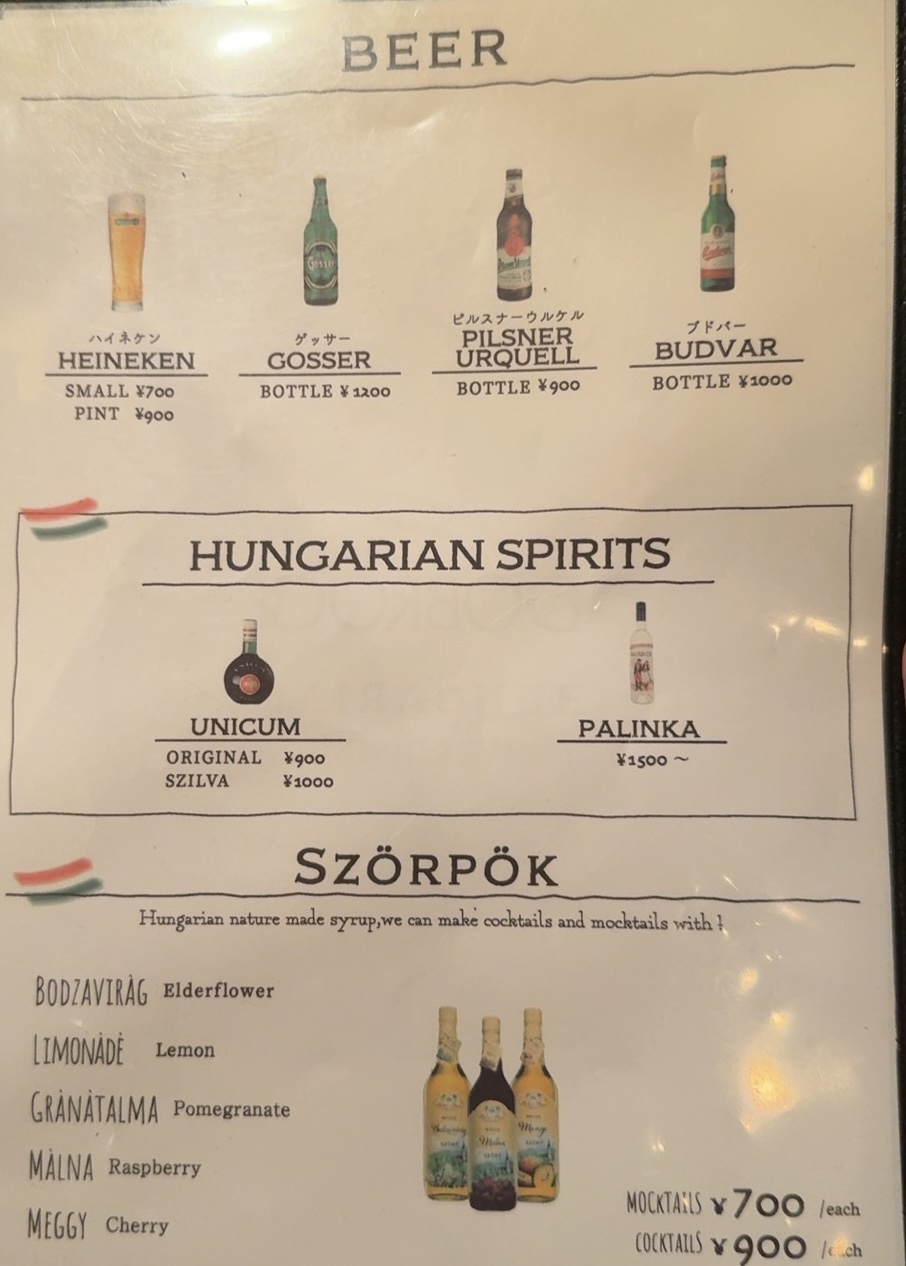 BEER
ハイネケン
HEINEKEN
SMALL ¥700
PINT ¥900
ゲッサー
GOSSER
BOTTLE ¥1200
ピルスナーウルケル
PILSNER
URQUELL
BOTTLE ¥900
ブドバー
BUDVAR
BOTTLE ¥1000
HUNGARIAN SPIRITS
UNICUM
ORIGINAL ¥900
SZILVA ¥1000
PALINKA
¥1500 ～
SZÖRPÖK
Hungarian nature made syrup,we can make cocktails and mocktails with !
BODZAVIRÀG Elderflower
LIMONÀDÈ Lemon
GRÀNÀTALMA Pomegranate
MÀLNA Raspberry
MEGGY Cherry
MOCKTAILS ¥700 /each
COCKTAILS ¥900 /each